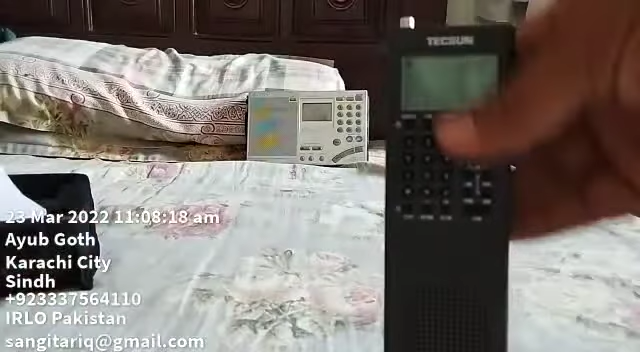 TECSUN
23 Mar 2022 11:08:18 am
Ayub Goth
Karachi City
Sindh
+923337564110
IRLO Pakistan
sangitariq@gmail.com